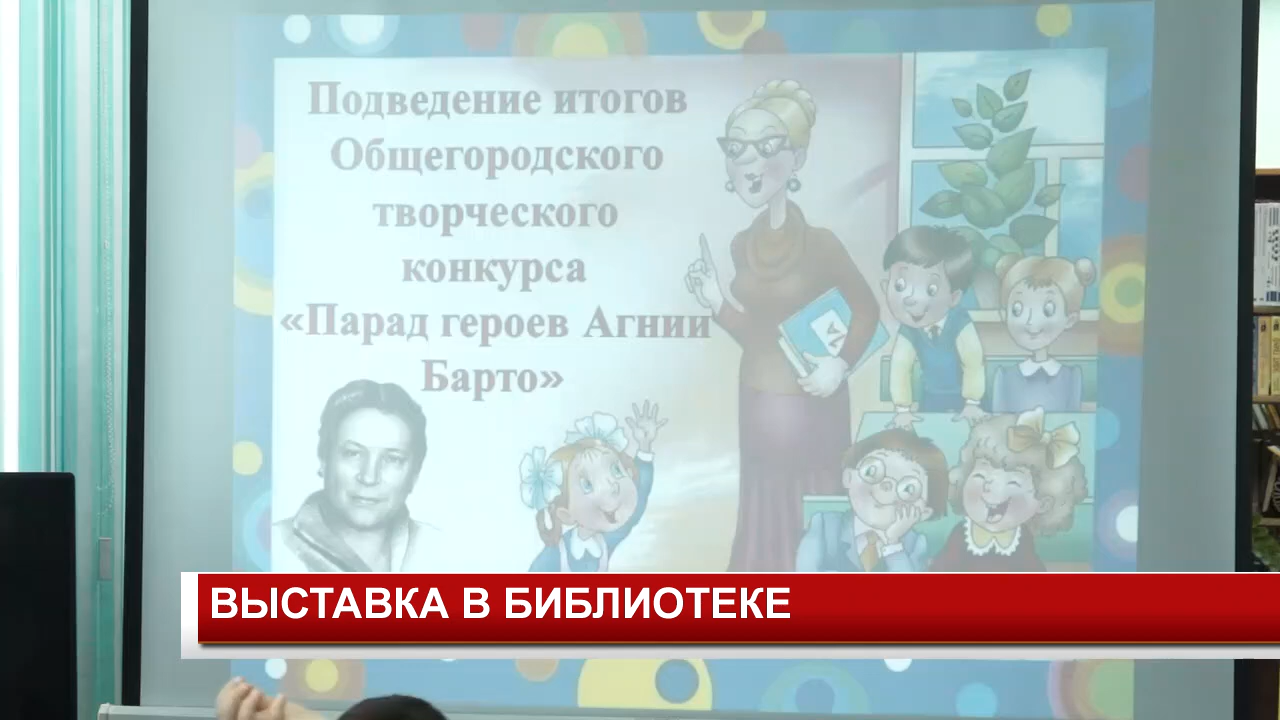 Подведение итогов
Общегородского
творческого
конкурса
«Парад героев Агнии
Барто»
ВЫСТАВКА В БИБЛИОТЕКЕ